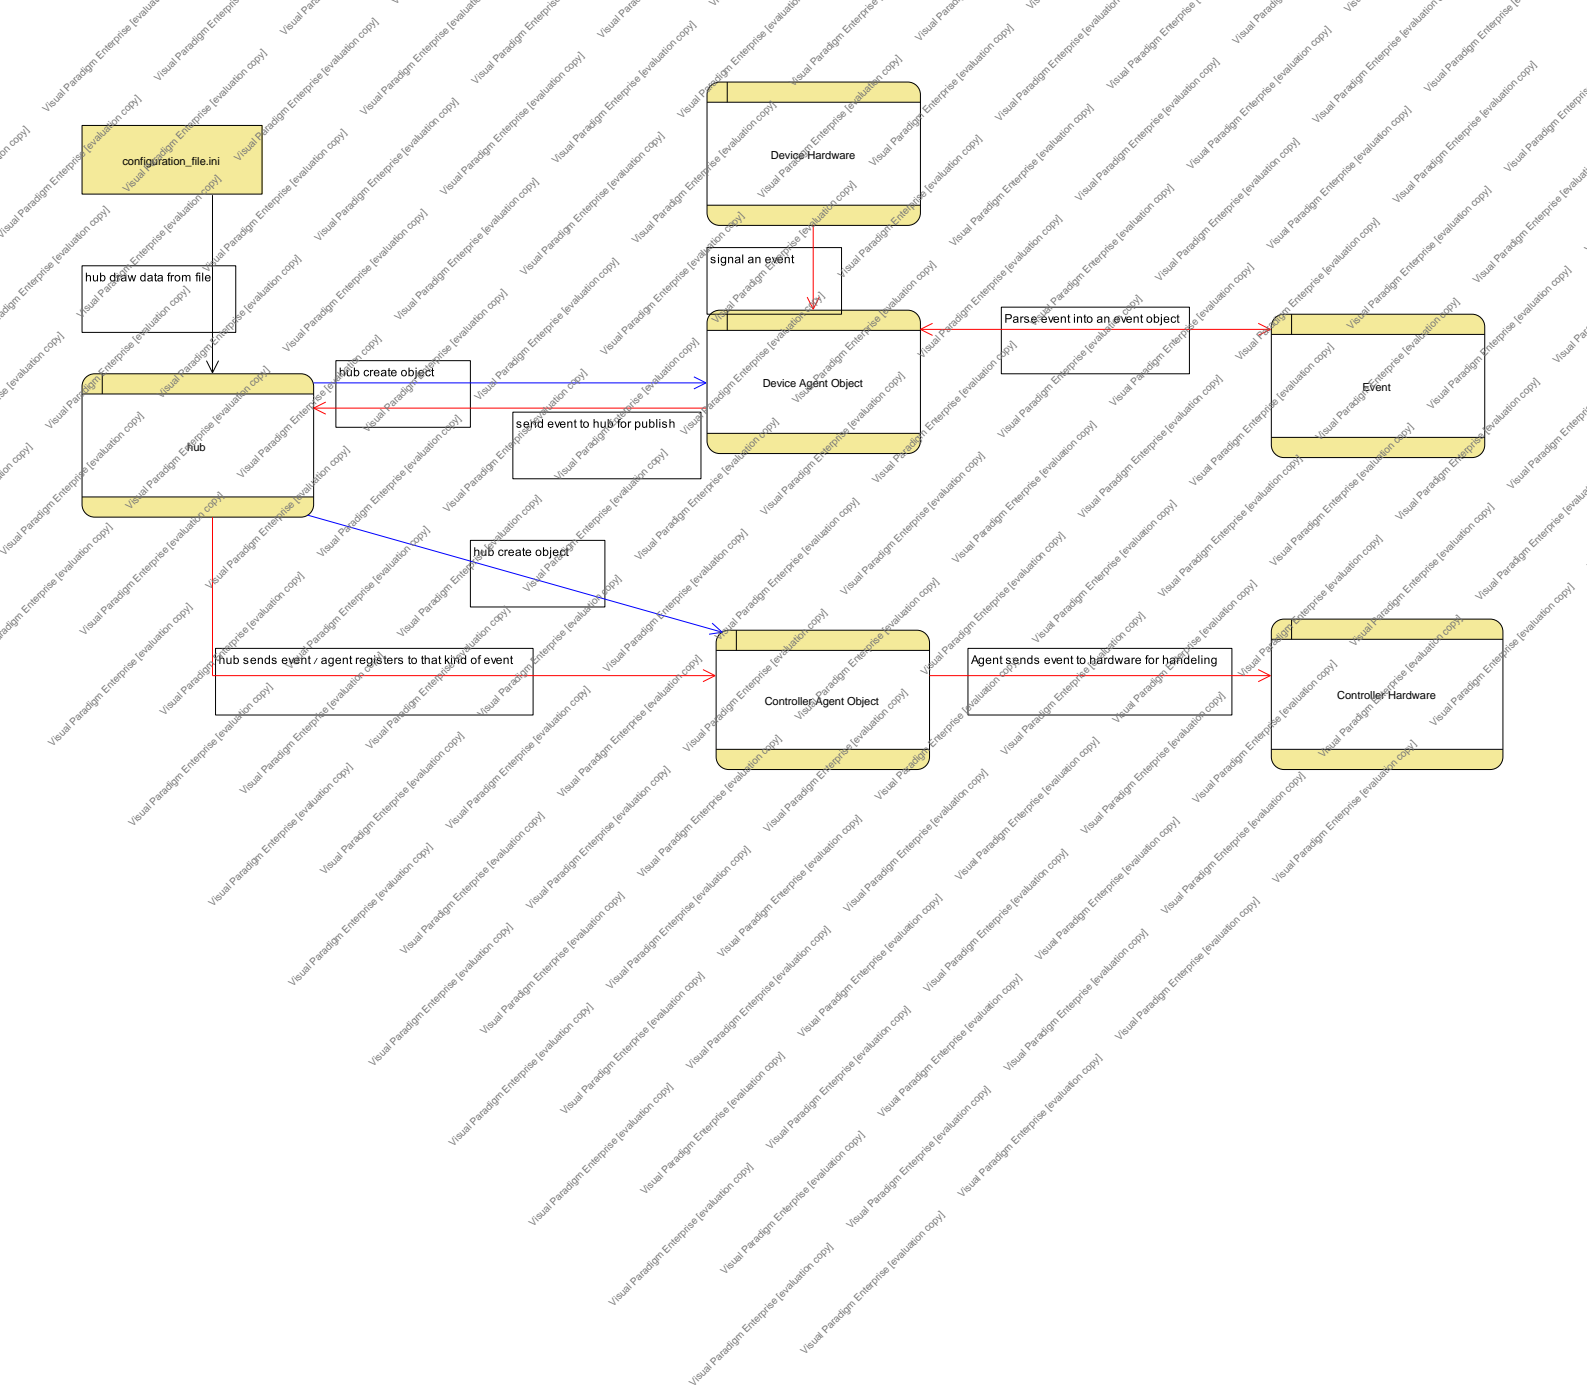 Visual Paradigm Enterprise [evaluation copy]
configuration_file.ini
Device Hardware
hub draw data from file
signal an event
Parse event into an event object
hub create object
Device Agent Object
Event
send event to hub for publish
hub
hub create object
hub sends event / agent registers to that kind of event
Agent sends event to hardware for handeling
Controller Agent Object
Controller Hardware